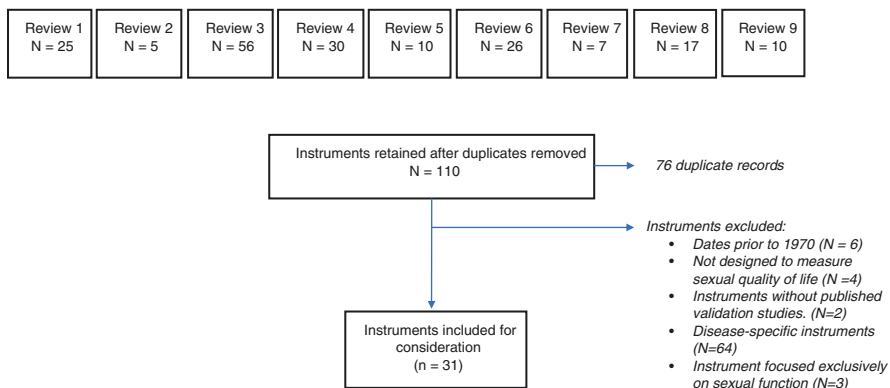 Review 1 Review 2 Review 3 Review 4 Review 5 Review 6 Review 7 Review 8 Review 9
N = 25 N = 5 N = 56 N = 30 N = 10 N = 26 N = 7 N = 17 N = 10
Instruments retained after duplicates removed
N = 110
76 duplicate records
Instruments excluded:
• Dates prior to 1970 (N = 6)
• Not designed to measure
sexual quality of life (N =4)
• Instruments without published
validation studies. (N=2)
• Disease-specific instruments
(N=64)
• Instrument focused exclusively
on sexual function (N=3)
Instruments included for
consideration
(n = 31)